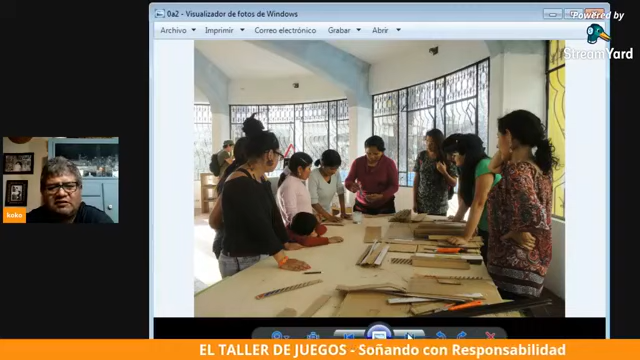 0a2 - Visualizador de fotos de Windows
Powered by
StreamYard
Archivo Imprimir Correo electrónico Grabar Abrir
koko
EL TALLER DE JUEGOS - Soñando con Responsabilidad